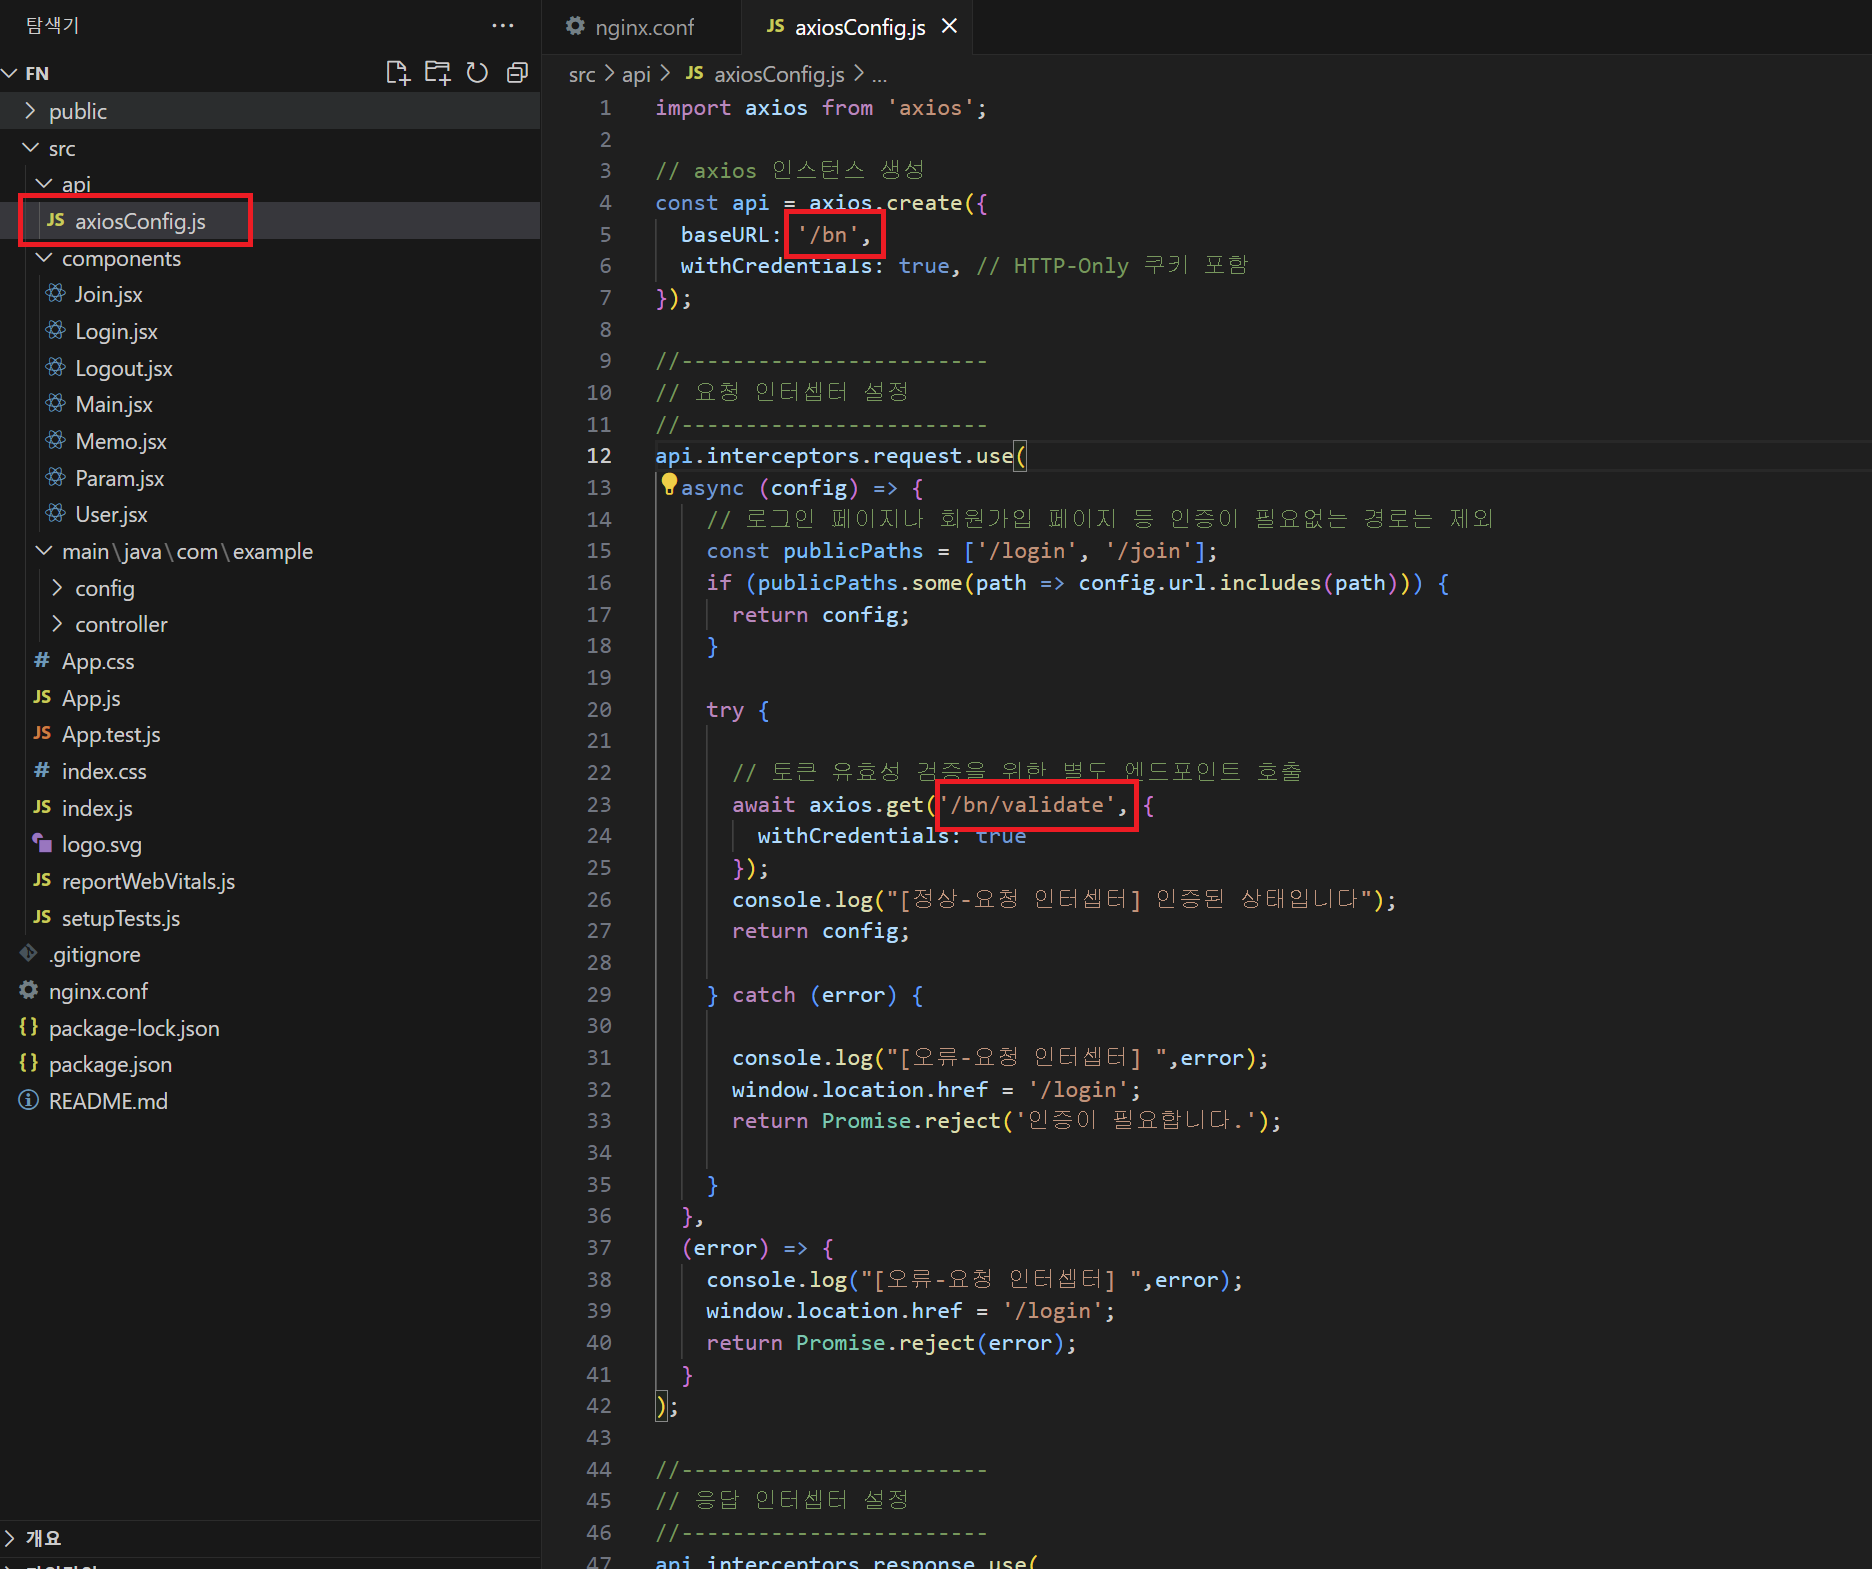 탐색기
FN
public
src
api
JS axiosConfig.js
components
Join.jsx
Login.jsx
Logout.jsx
Main.jsx
Memo.jsx
Param.jsx
User.jsx
main\java\com\example
config
controller
# App.css
JS App.js
JS App.test.js
# index.css
JS index.js
logo.svg
JS reportWebVitals.js
JS setupTests.js
.gitignore
nginx.conf
{} package-lock.json
{} package.json
README.md
개요
nginx.conf
JS axiosConfig.js
src > api > JS axiosConfig.js > ...
1 import axios from 'axios';
2
3 // axios 인스턴스 생성
4 const api = axios.create({
5 baseURL: '/bn',
6 withCredentials: true, // HTTP-Only 쿠키 포함
7 });
8
9 //------------------------
10 // 요청 인터셉터 설정
11 //------------------------
12 api.interceptors.request.use(
13 async (config) => {
14 // 로그인 페이지나 회원가입 페이지 등 인증이 필요없는 경로는 제외
15 const publicPaths = ['/login', '/join'];
16 if (publicPaths.some(path => config.url.includes(path))) {
17 return config;
18 }
19
20 try {
21
22 // 토큰 유효성 검증을 위한 별도 엔드포인트 호출
23 await axios.get('/bn/validate', {
24 withCredentials: true
25 });
26 console.log("[정상-요청 인터셉터] 인증된 상태입니다");
27 return config;
28
29 } catch (error) {
30
31 console.log("[오류-요청 인터셉터] ",error);
32 window.location.href = '/login';
33 return Promise.reject('인증이 필요합니다.');
34
35 }
36 },
37 (error) => {
38 console.log("[오류-요청 인터셉터] ",error);
39 window.location.href = '/login';
40 return Promise.reject(error);
41 }
42 );
43
44 //------------------------
45 // 응답 인터셉터 설정
46 //------------------------
47 api.interceptors.response.use(